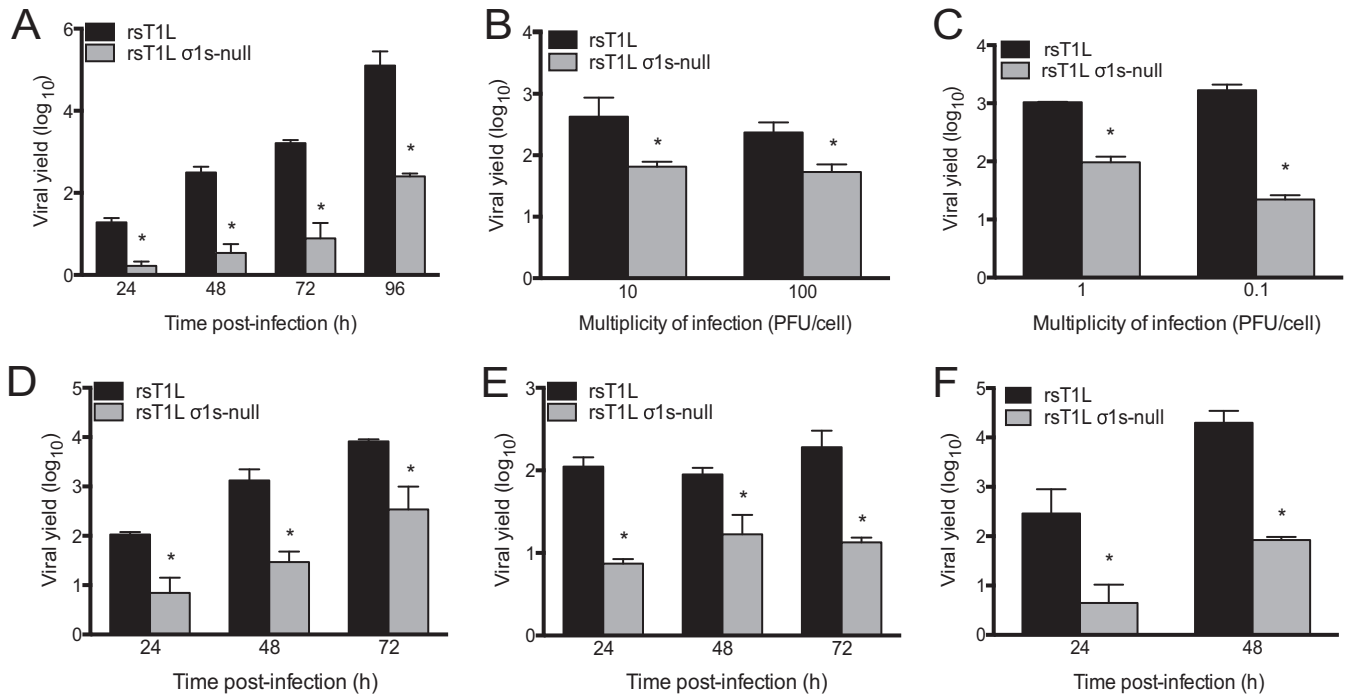 A
6
4
2
0
Viral yield (log10)
rsT1L
rsT1L σ1s-null
*
*
*
*
24 48 72 96
Time post-infection (h)
B
4
3
2
1
0
Viral yield (log10)
rsT1L
rsT1L σ1s-null
*
*
10 100
Multiplicity of infection (PFU/cell)
C
4
3
2
1
0
Viral yield (log10)
rsT1L
rsT1L σ1s-null
*
*
1 0.1
Multiplicity of infection (PFU/cell)
D
5
4
3
2
1
0
Viral yield (log10)
rsT1L
rsT1L σ1s-null
*
*
*
24 48 72
Time post-infection (h)
E
3
2
1
0
Viral yield (log10)
rsT1L
rsT1L σ1s-null
*
*
*
24 48 72
Time post-infection (h)
F
5
4
3
2
1
0
Viral yield (log10)
rsT1L
rsT1L σ1s-null
*
*
24 48
Time post-infection (h)